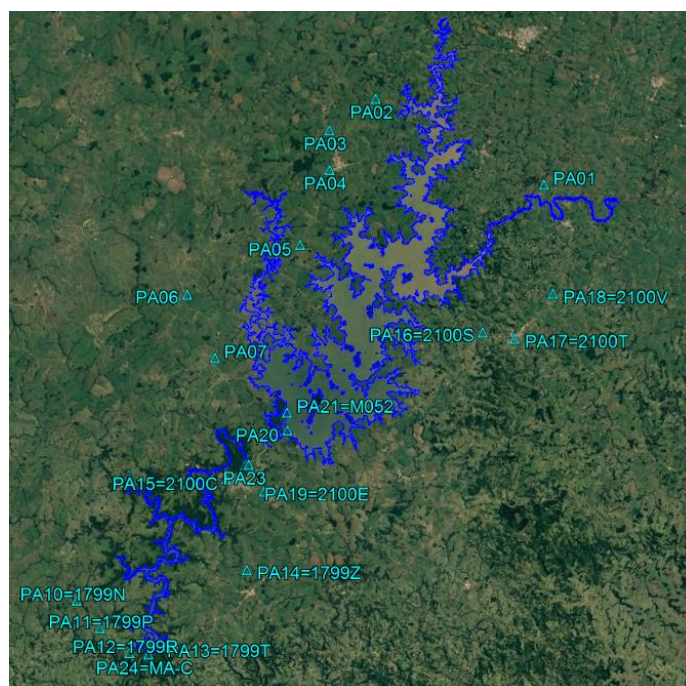 PA02
PA03
PA04
PA01
PA05
PA06
PA18=2100V
PA16=2100S
PA17=2100T
PA07
PA21=M052
PA20
PA23
PA15=2100C
PA19=2100E
PA14=1799Z
PA10=1799N
PA11=1799P
PA12=1799R
PA13=1799T
PA24=MA-C